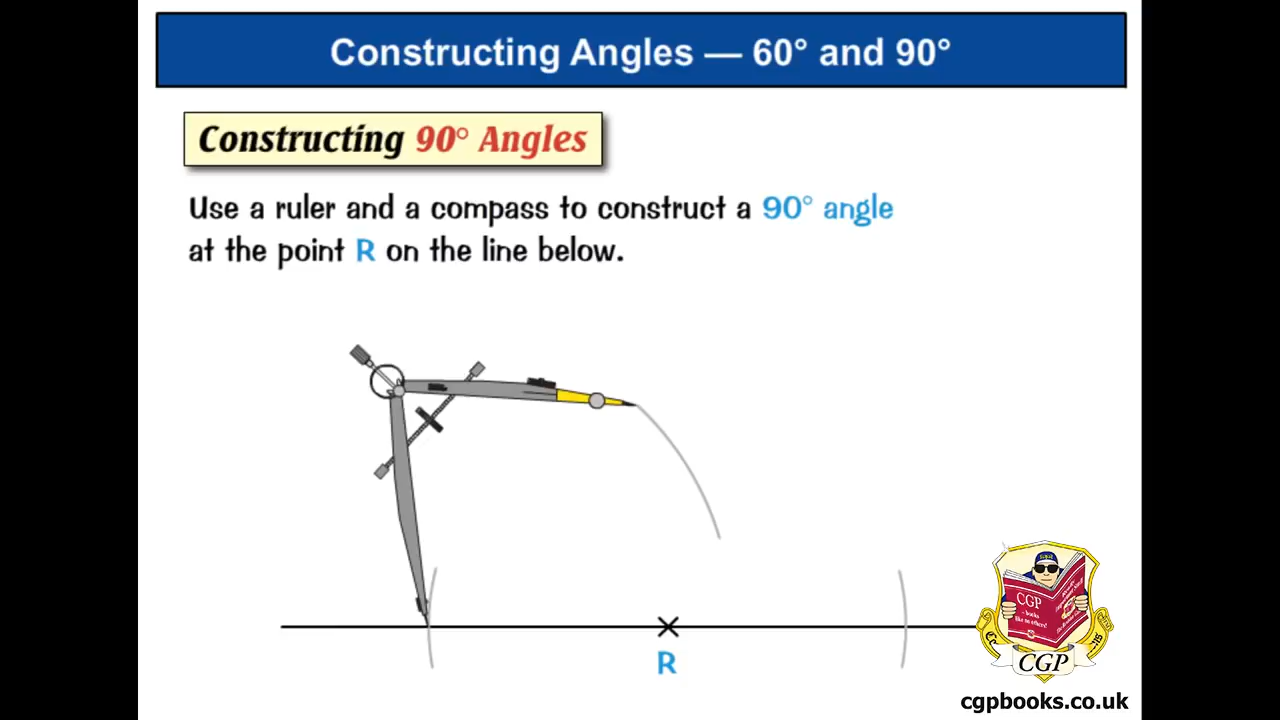 Constructing Angles — 60° and 90°
Constructing 90° Angles
Use a ruler and a compass to construct a 90° angle
at the point R on the line below.
R
CGP
CGP
cgpbooks.co.uk